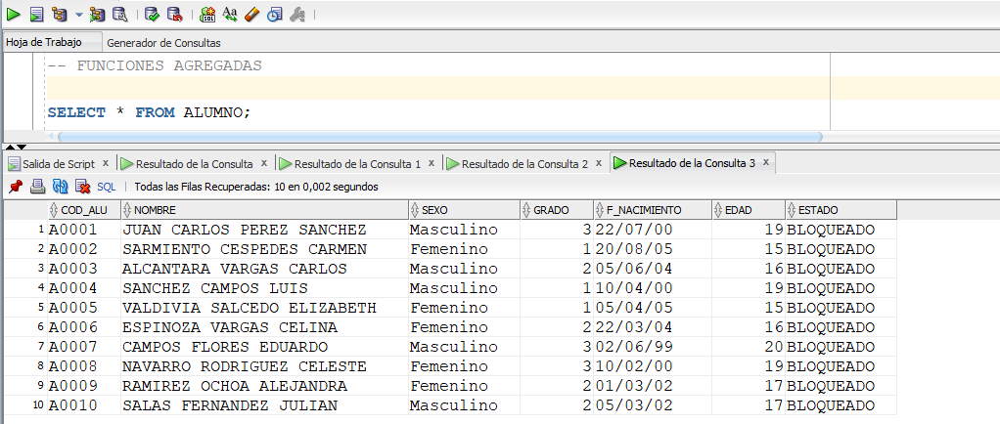 Hoja de Trabajo Generador de Consultas
-- FUNCIONES AGREGADAS
SELECT * FROM ALUMNO;
Salida de Script x Resultado de la Consulta x Resultado de la Consulta 1 x Resultado de la Consulta 2 x Resultado de la Consulta 3 x
SQL | Todas las Filas Recuperadas: 10 en 0,002 segundos
COD_ALU NOMBRE SEXO GRADO F_NACIMIENTO EDAD ESTADO
1 A0001 JUAN CARLOS PEREZ SANCHEZ Masculino 3 22/07/00 19 BLOQUEADO
2 A0002 SARMIENTO CESPEDES CARMEN Femenino 1 20/08/05 15 BLOQUEADO
3 A0003 ALCANTARA VARGAS CARLOS Masculino 2 05/06/04 16 BLOQUEADO
4 A0004 SANCHEZ CAMPOS LUIS Masculino 1 10/04/00 19 BLOQUEADO
5 A0005 VALDIVIA SALCEDO ELIZABETH Femenino 1 05/04/05 15 BLOQUEADO
6 A0006 ESPINOZA VARGAS CELINA Femenino 2 22/03/04 16 BLOQUEADO
7 A0007 CAMPOS FLORES EDUARDO Masculino 3 02/06/99 20 BLOQUEADO
8 A0008 NAVARRO RODRIGUEZ CELESTE Femenino 3 10/02/00 19 BLOQUEADO
9 A0009 RAMIREZ OCHOA ALEJANDRA Femenino 2 01/03/02 17 BLOQUEADO
10 A0010 SALAS FERNANDEZ JULIAN Masculino 2 05/03/02 17 BLOQUEADO